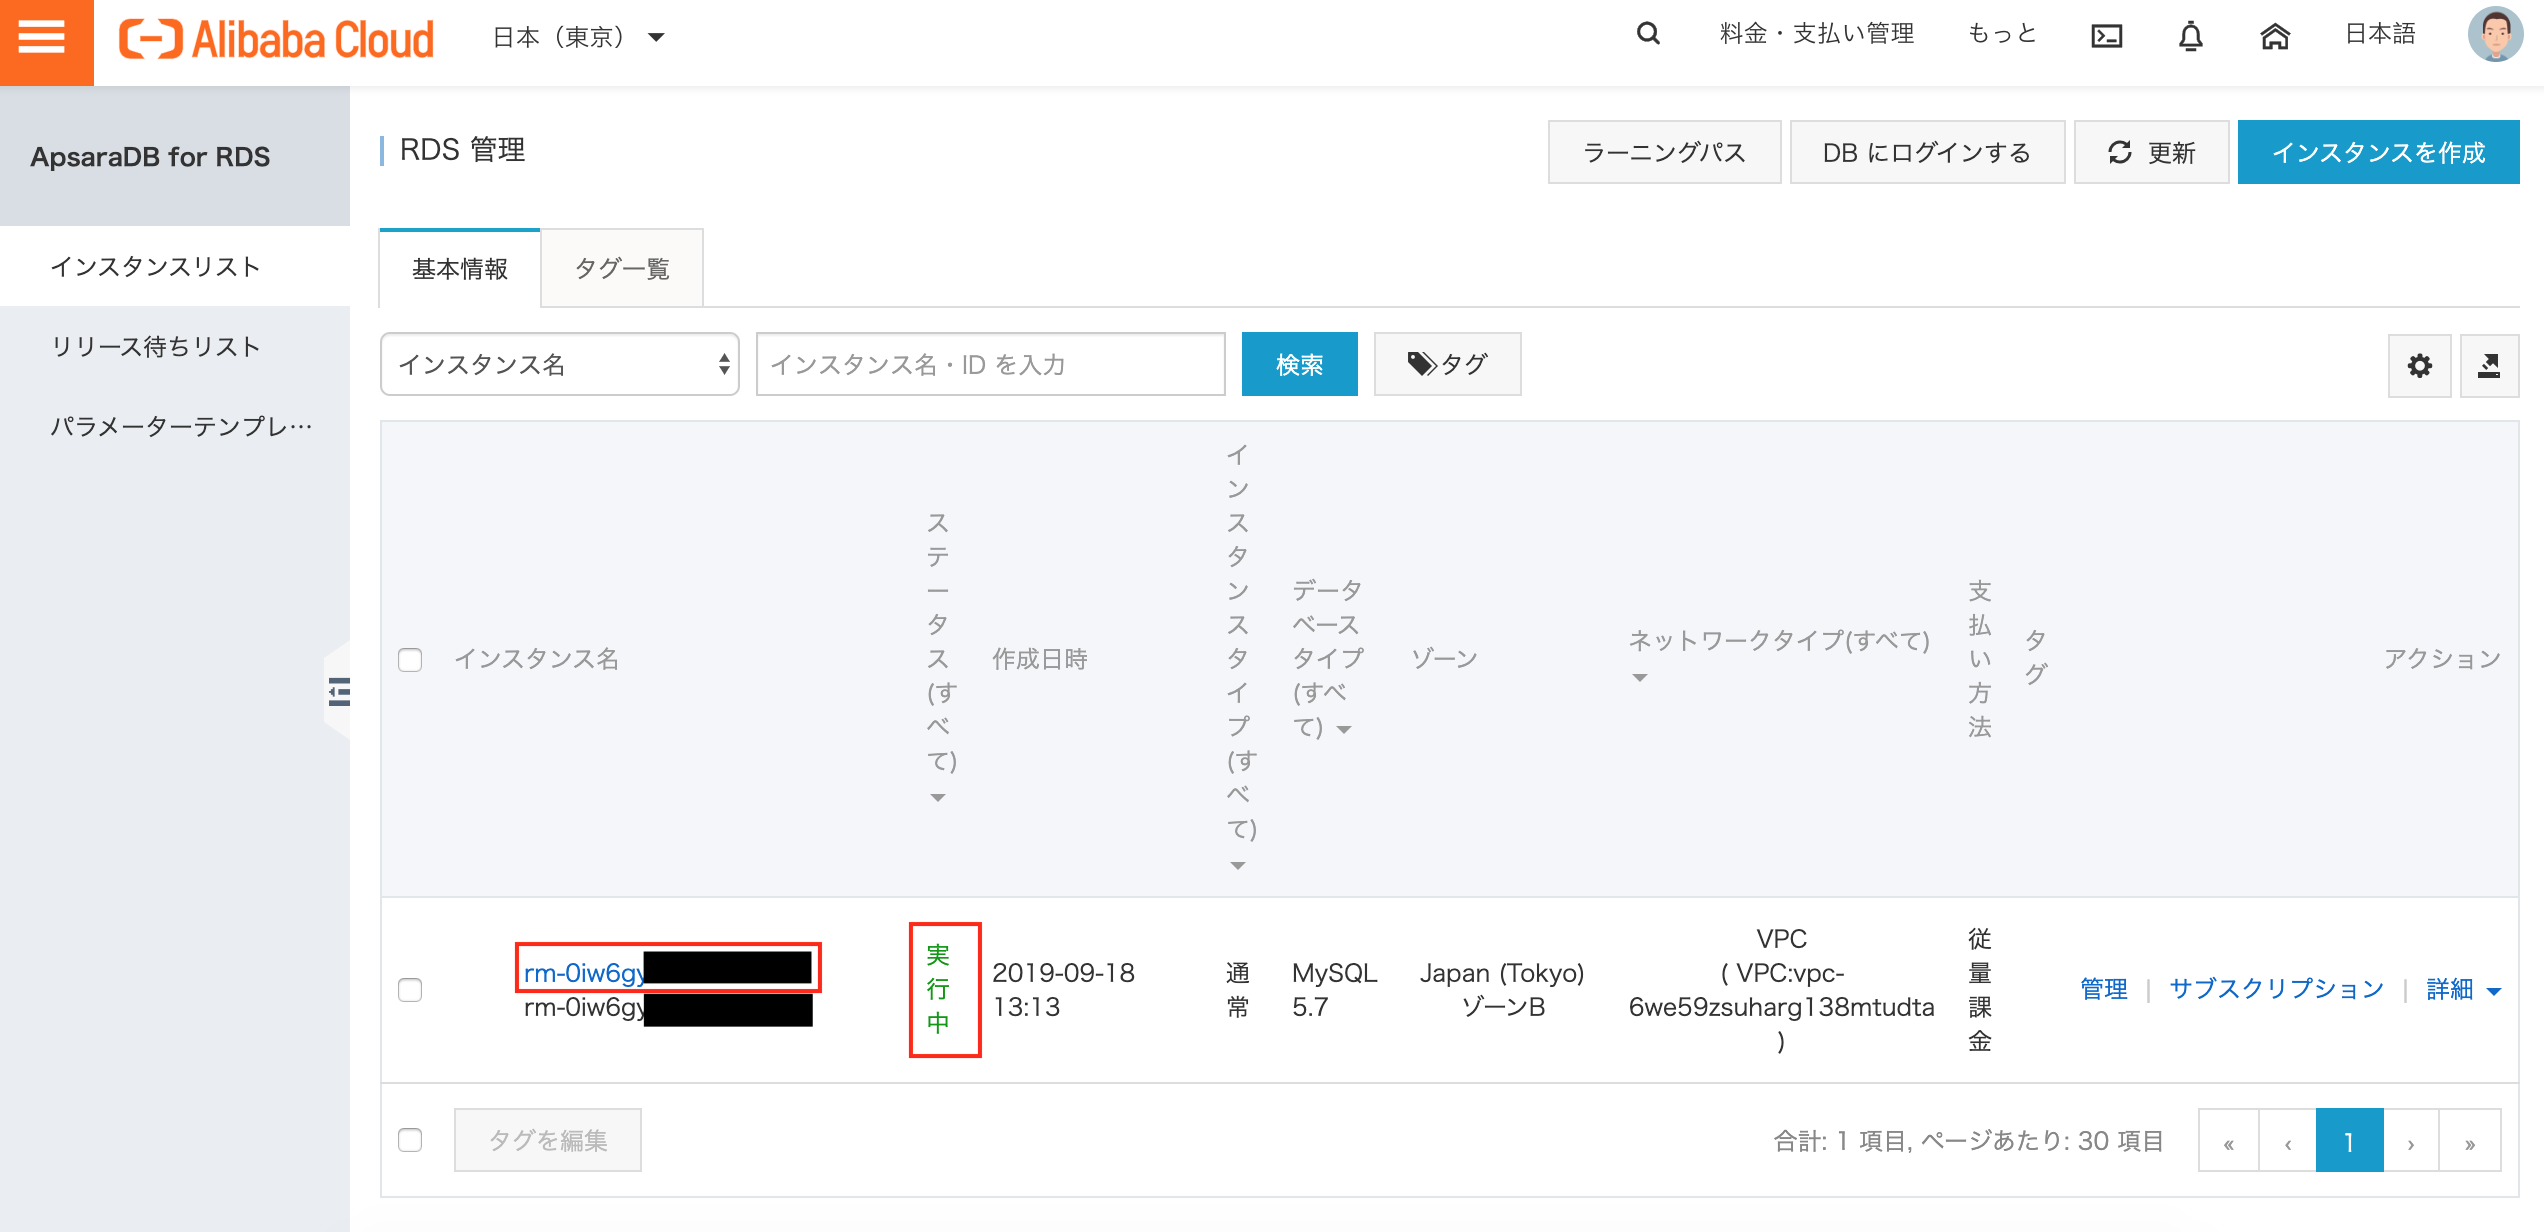 Alibaba Cloud
日本（東京）
料金・支払い管理
もっと
日本語
ApsaraDB for RDS
インスタンスリスト
リリース待ちリスト
パラメーターテンプレ…
RDS 管理
ラーニングパス
DB にログインする
更新
インスタンスを作成
基本情報
タグ一覧
インスタンス名
インスタンス名・ID を入力
検索
タグ
インスタンス名
ステータス(すべて)
作成日時
インスタンスタイプ(すべて)
データ
ベース
タイプ
(すべ
て)
ゾーン
ネットワークタイプ(すべて)
支払い方法
タグ
アクション
rm-0iw6gy
rm-0iw6gy
実行中
2019-09-18
13:13
通常
MySQL
5.7
Japan (Tokyo)
ゾーンB
VPC
( VPC:vpc-
6we59zsuharg138mtudta
)
従量課金
管理 | サブスクリプション | 詳細
タグを編集
合計: 1 項目, ページあたり: 30 項目
« ‹ 1 › »